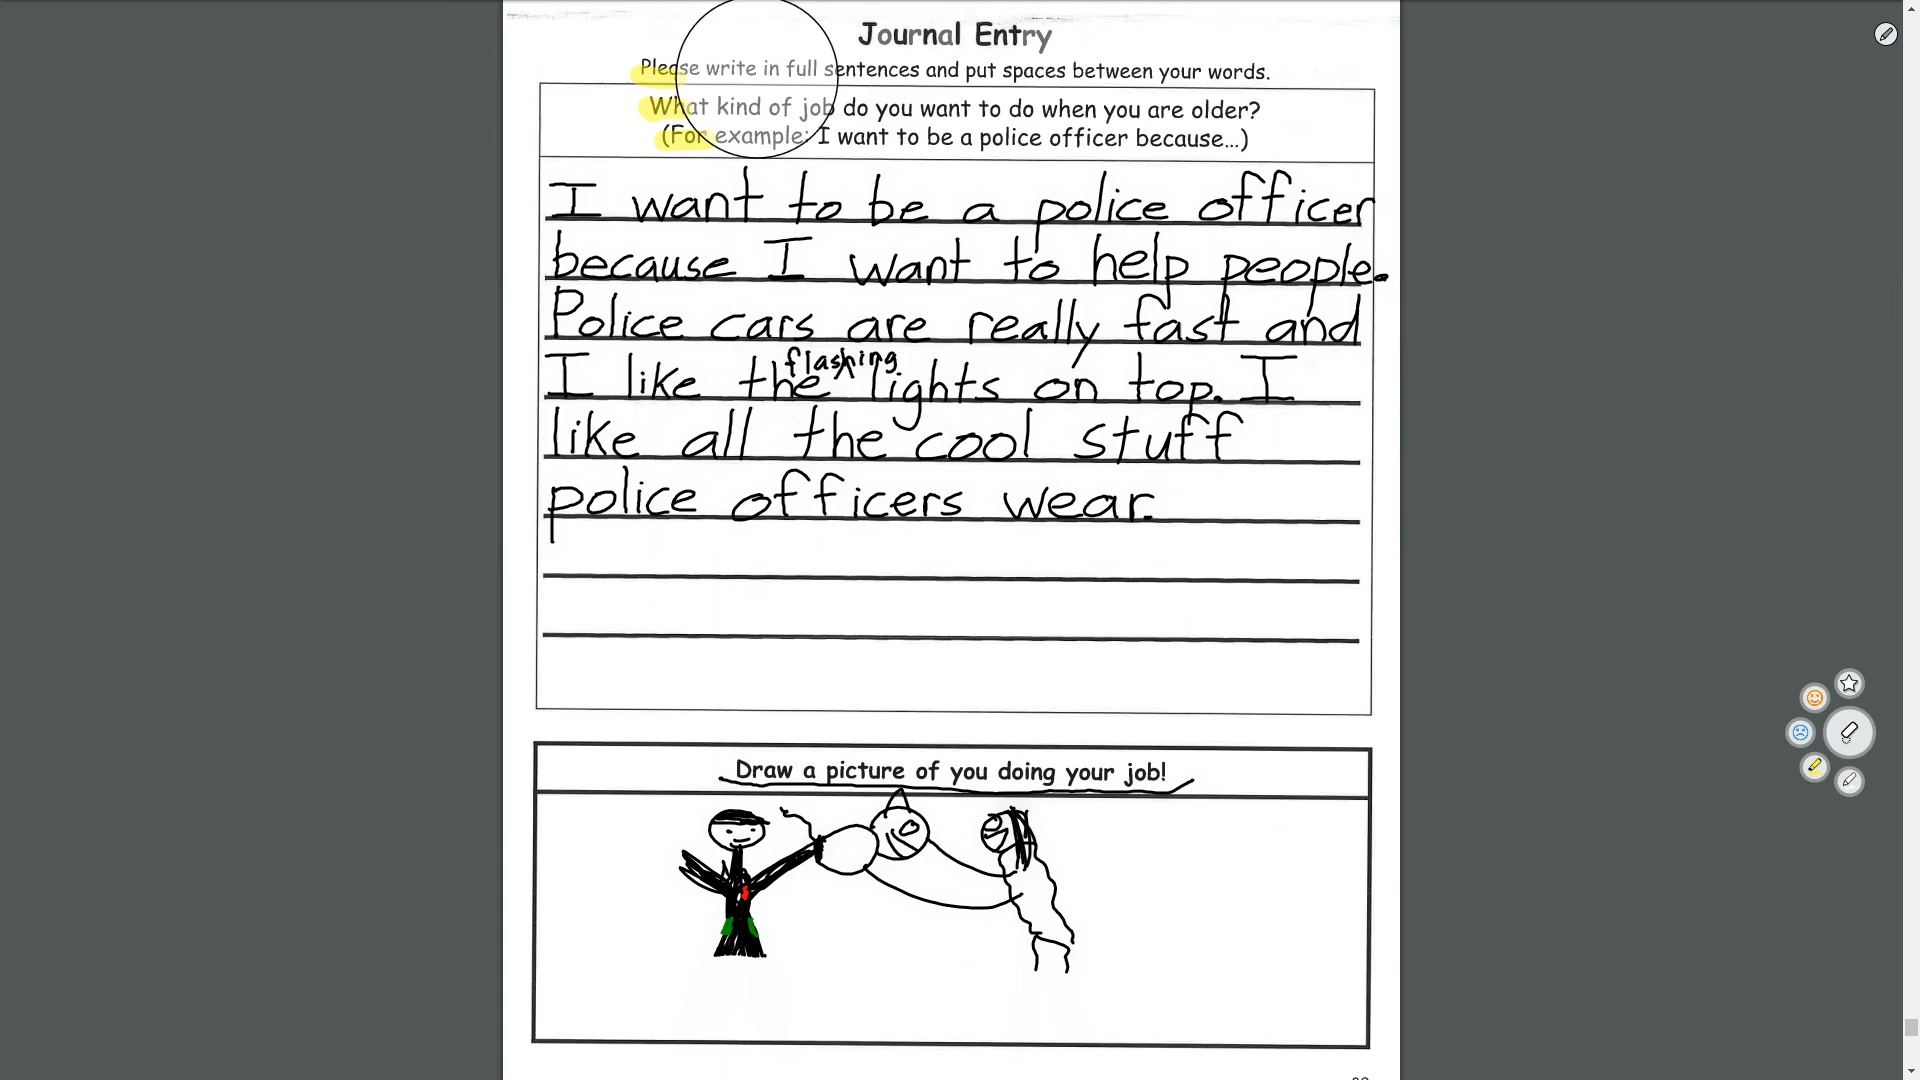 Journal Entry
Please write in full sentences and put spaces between your words.
What kind of job do you want to do when you are older?
(For example: I want to be a police officer because...)
I want to be a police officer
because I want to help people.
Police cars are really fast and
flashing
I like the lights on top. I
like all the cool stuff
police officers wear.
Draw a picture of you doing your job!